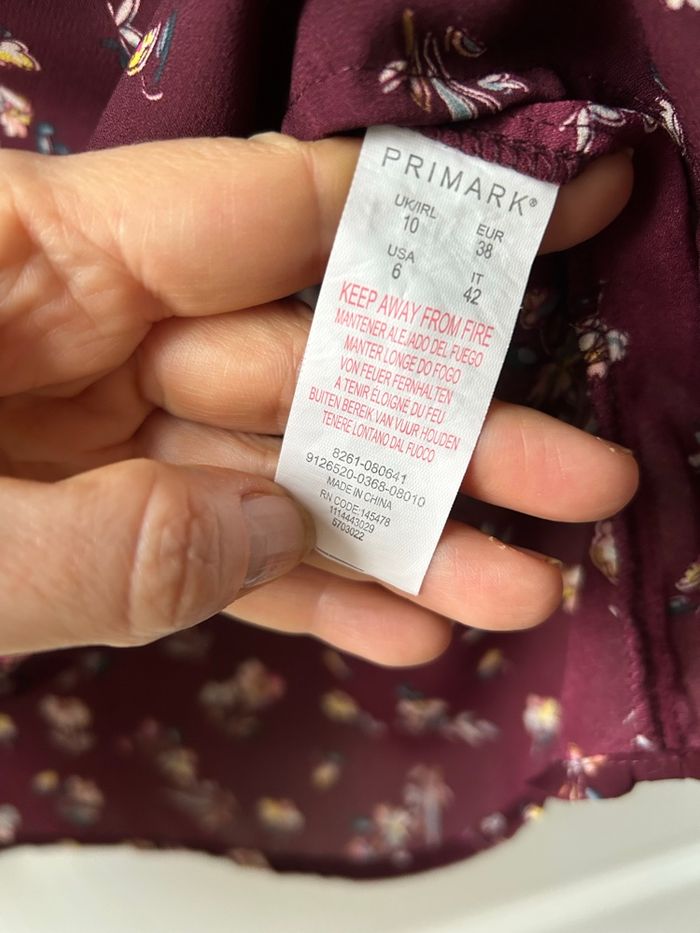 PRIMARK®
UK/IRL EUR
10 38
USA IT
6 42
KEEP AWAY FROM FIRE
MANTENER ALEJADO DEL FUEGO
MANTER LONGE DO FOGO
VON FEUER FERNHALTEN
A TENIR ÉLOIGNÉ DU FEU
BUITEN BEREIK VAN VUUR HOUDEN
TENERE LONTANO DAL FUOCO
8261-080641
9126520-0368-08010
MADE IN CHINA
RN CODE:145478
1114443029
5703022